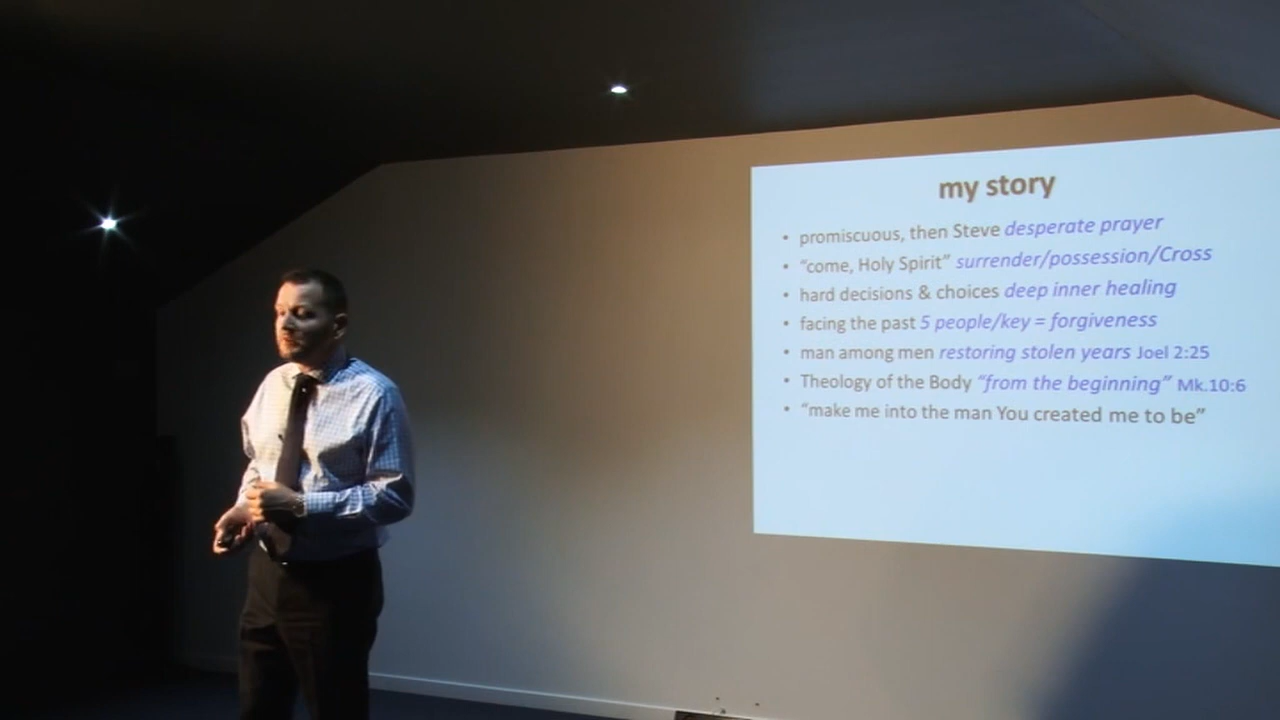 my story
• promiscuous, then Steve desperate prayer
• "come, Holy Spirit" surrender/possession/Cross
• hard decisions & choices deep inner healing
• facing the past 5 people/key = forgiveness
• man among men restoring stolen years Joel 2:25
• Theology of the Body "from the beginning" Mk.10:6
• "make me into the man You created me to be"